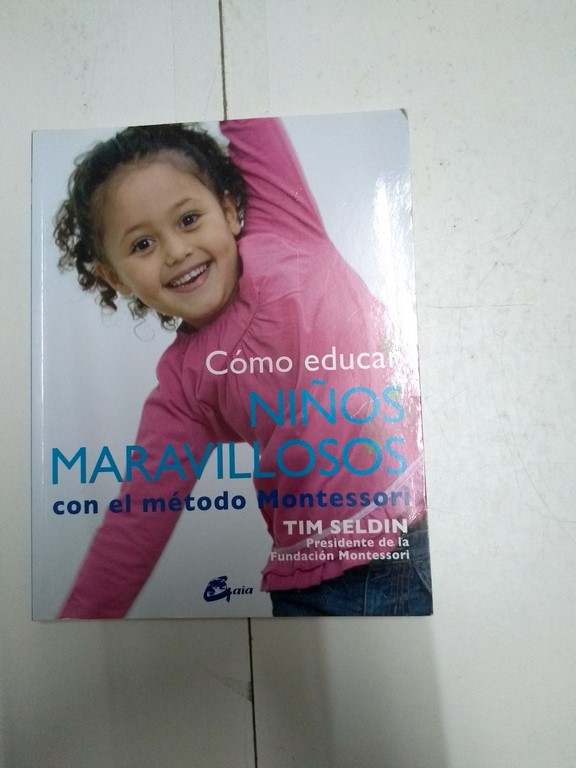 Cómo educar
NIÑOS
MARAVILLOSOS
con el método Montessori
TIM SELDIN
Presidente de la
Fundación Montessori
Gaia